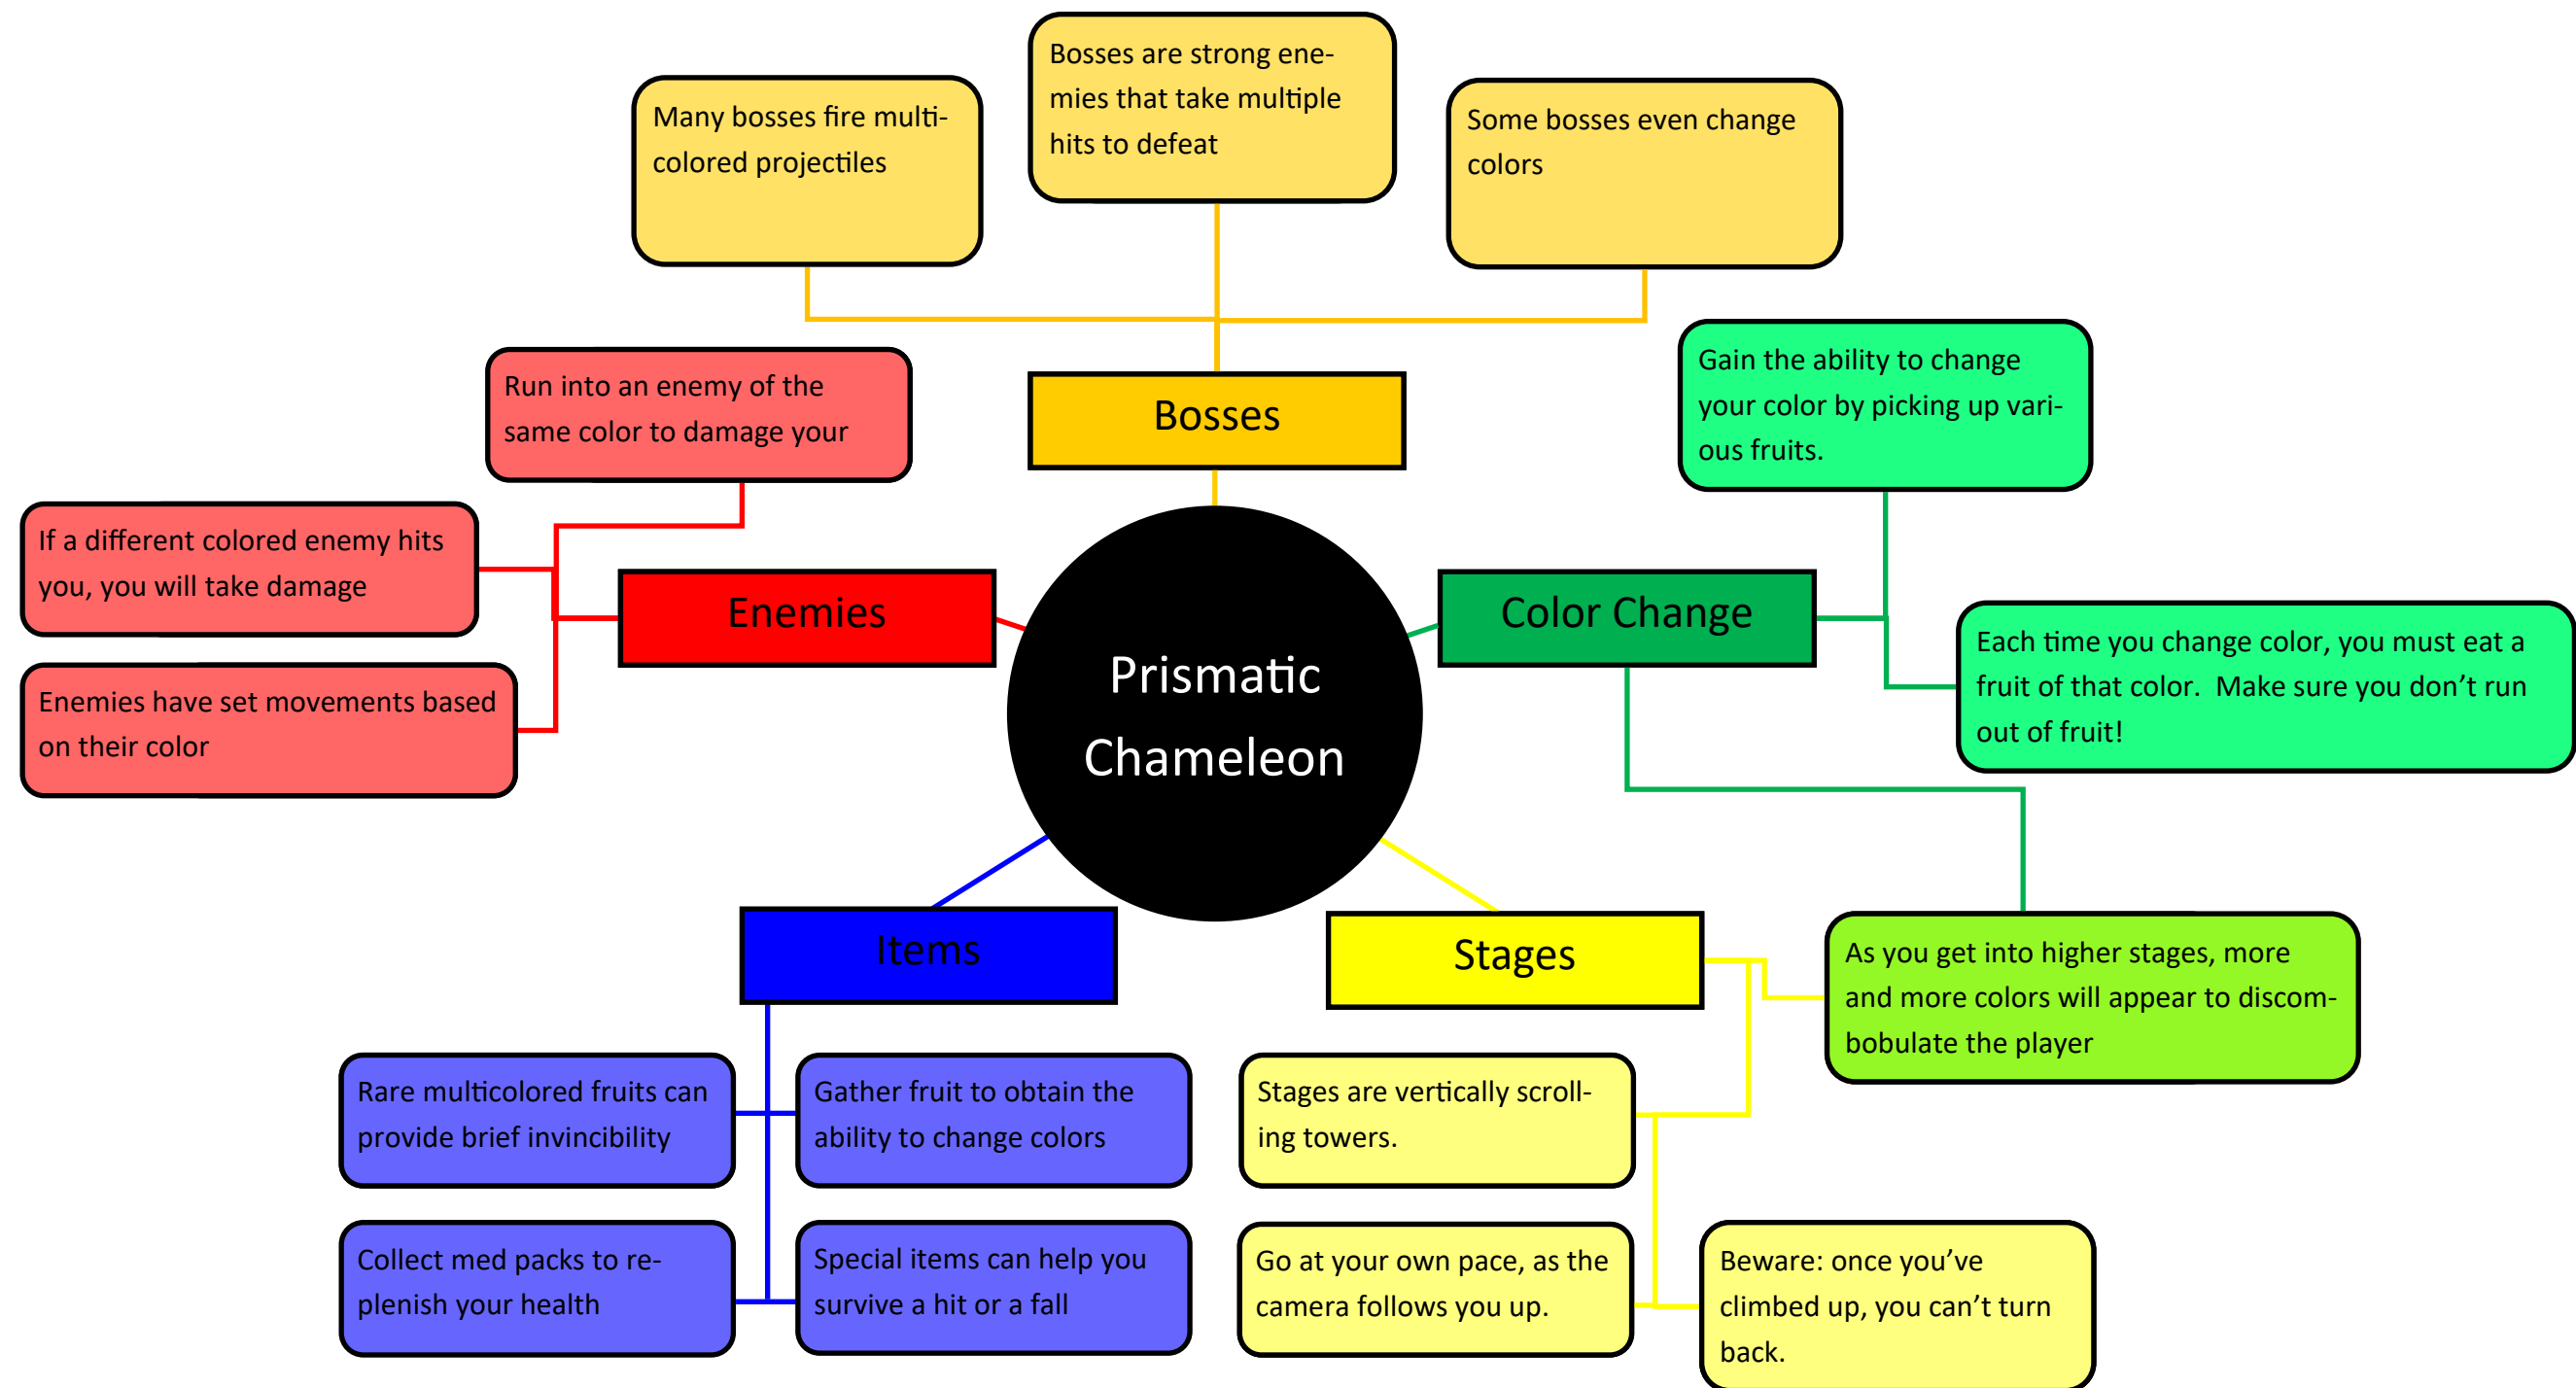 Bosses are strong ene-
mies that take multiple
hits to defeat
Many bosses fire multi-
colored projectiles
Some bosses even change
colors
Bosses
Run into an enemy of the
same color to damage your
If a different colored enemy hits
you, you will take damage
Enemies have set movements based
on their color
Enemies
Prismatic
Chameleon
Color Change
Gain the ability to change
your color by picking up vari-
ous fruits.
Each time you change color, you must eat a
fruit of that color.  Make sure you don’t run
out of fruit!
As you get into higher stages, more
and more colors will appear to discom-
bobulate the player
Items
Rare multicolored fruits can
provide brief invincibility
Gather fruit to obtain the
ability to change colors
Collect med packs to re-
plenish your health
Special items can help you
survive a hit or a fall
Stages
Stages are vertically scroll-
ing towers.
Go at your own pace, as the
camera follows you up.
Beware: once you’ve
climbed up, you can’t turn
back.